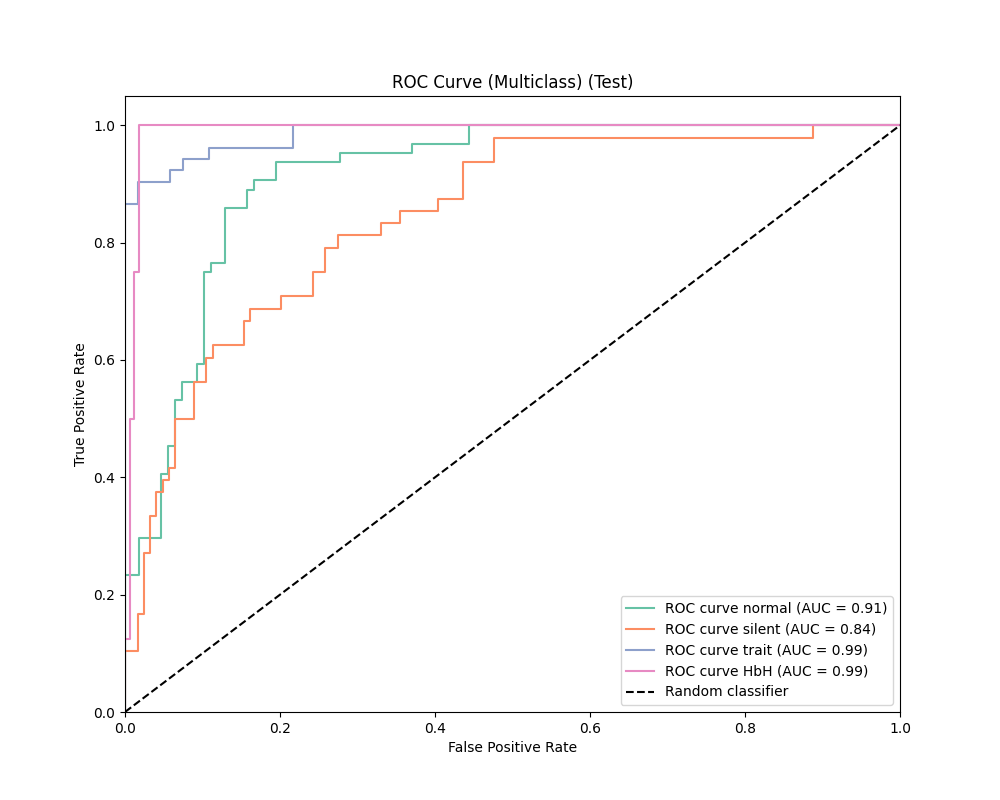 ROC Curve (Multiclass) (Test)
1.0
0.8
0.6
0.4
0.2
0.0
True Positive Rate
0.0 0.2 0.4 0.6 0.8 1.0
False Positive Rate
ROC curve normal (AUC = 0.91)
ROC curve silent (AUC = 0.84)
ROC curve trait (AUC = 0.99)
ROC curve HbH (AUC = 0.99)
Random classifier